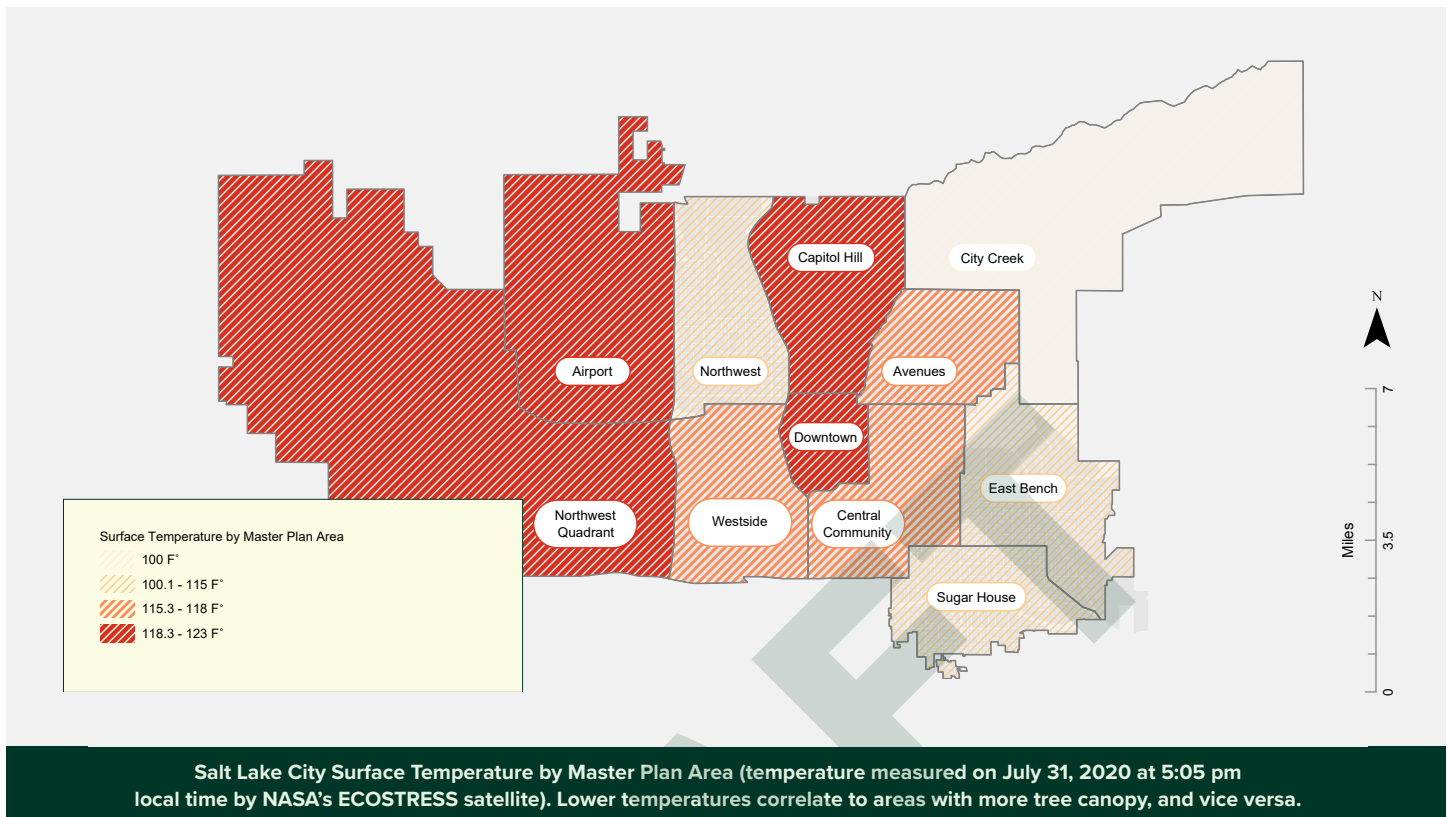 Capitol Hill
City Creek
N
Airport
Northwest
Avenues
7
Downtown
East Bench
Northwest
Quadrant
Westside
Central
Community
Miles
3.5
Surface Temperature by Master Plan Area
100 F°
100.1 - 115 F°
115.3 - 118 F°
118.3 - 123 F°
Sugar House
0
Salt Lake City Surface Temperature by Master Plan Area (temperature measured on July 31, 2020 at 5:05 pm
local time by NASA's ECOSTRESS satellite). Lower temperatures correlate to areas with more tree canopy, and vice versa.